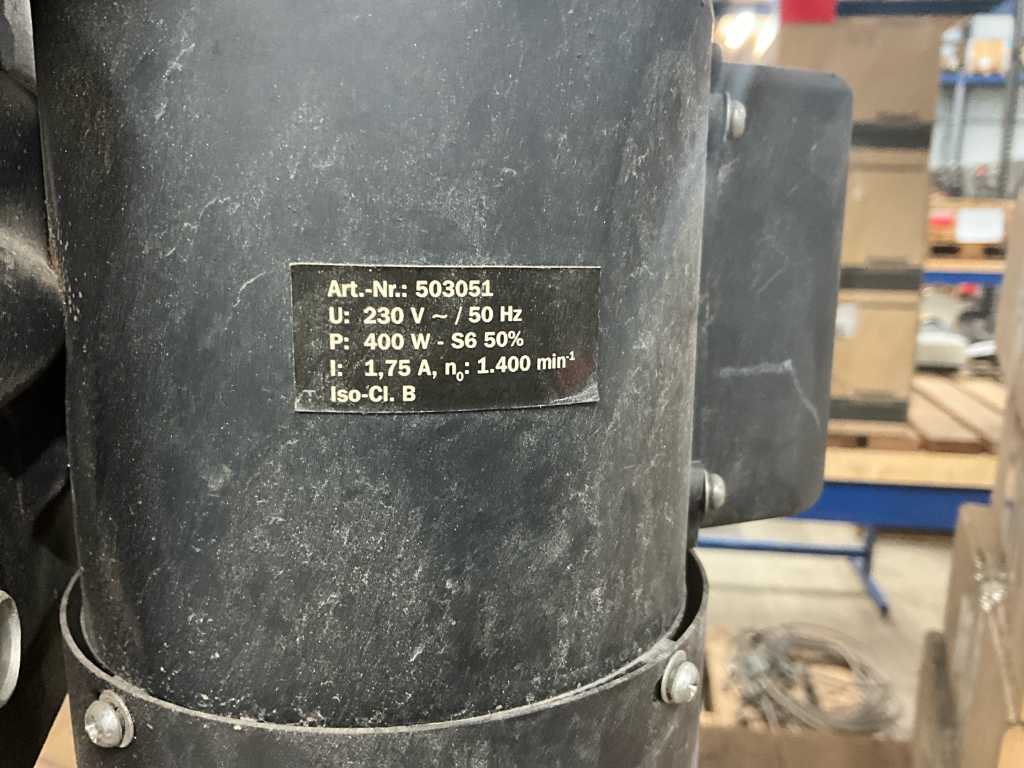 Art.-Nr.: 503051
U: 230 V ~ / 50 Hz
P: 400 W - S6 50%
I: 1,75 A, n₀: 1.400 min⁻¹
Iso-Cl. B